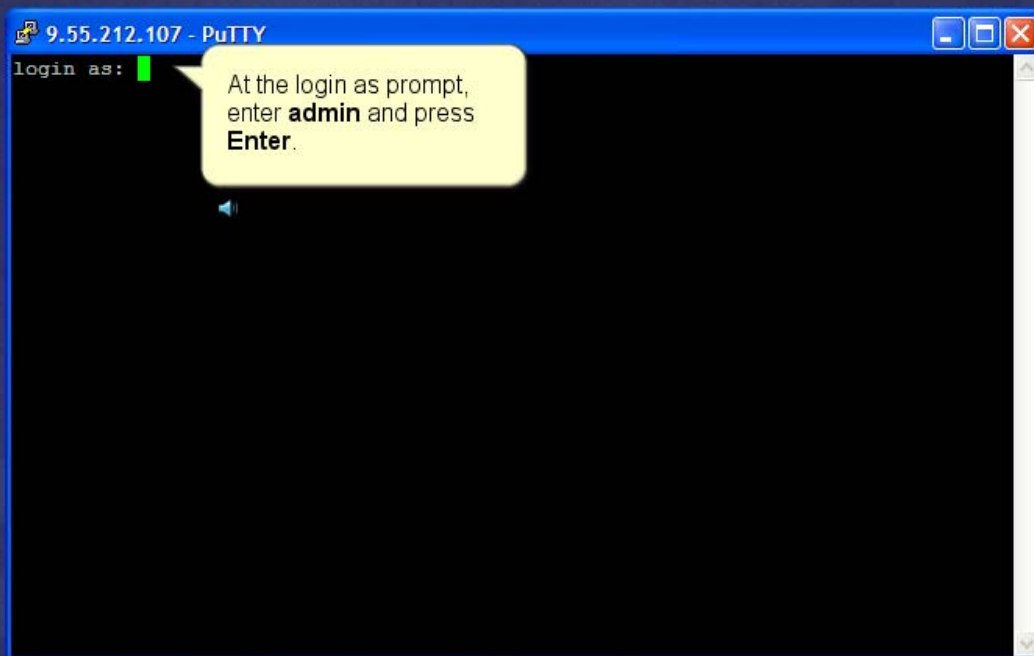 9.55.212.107 - PuTTY
login as:
At the login as prompt,
enter admin and press
Enter.